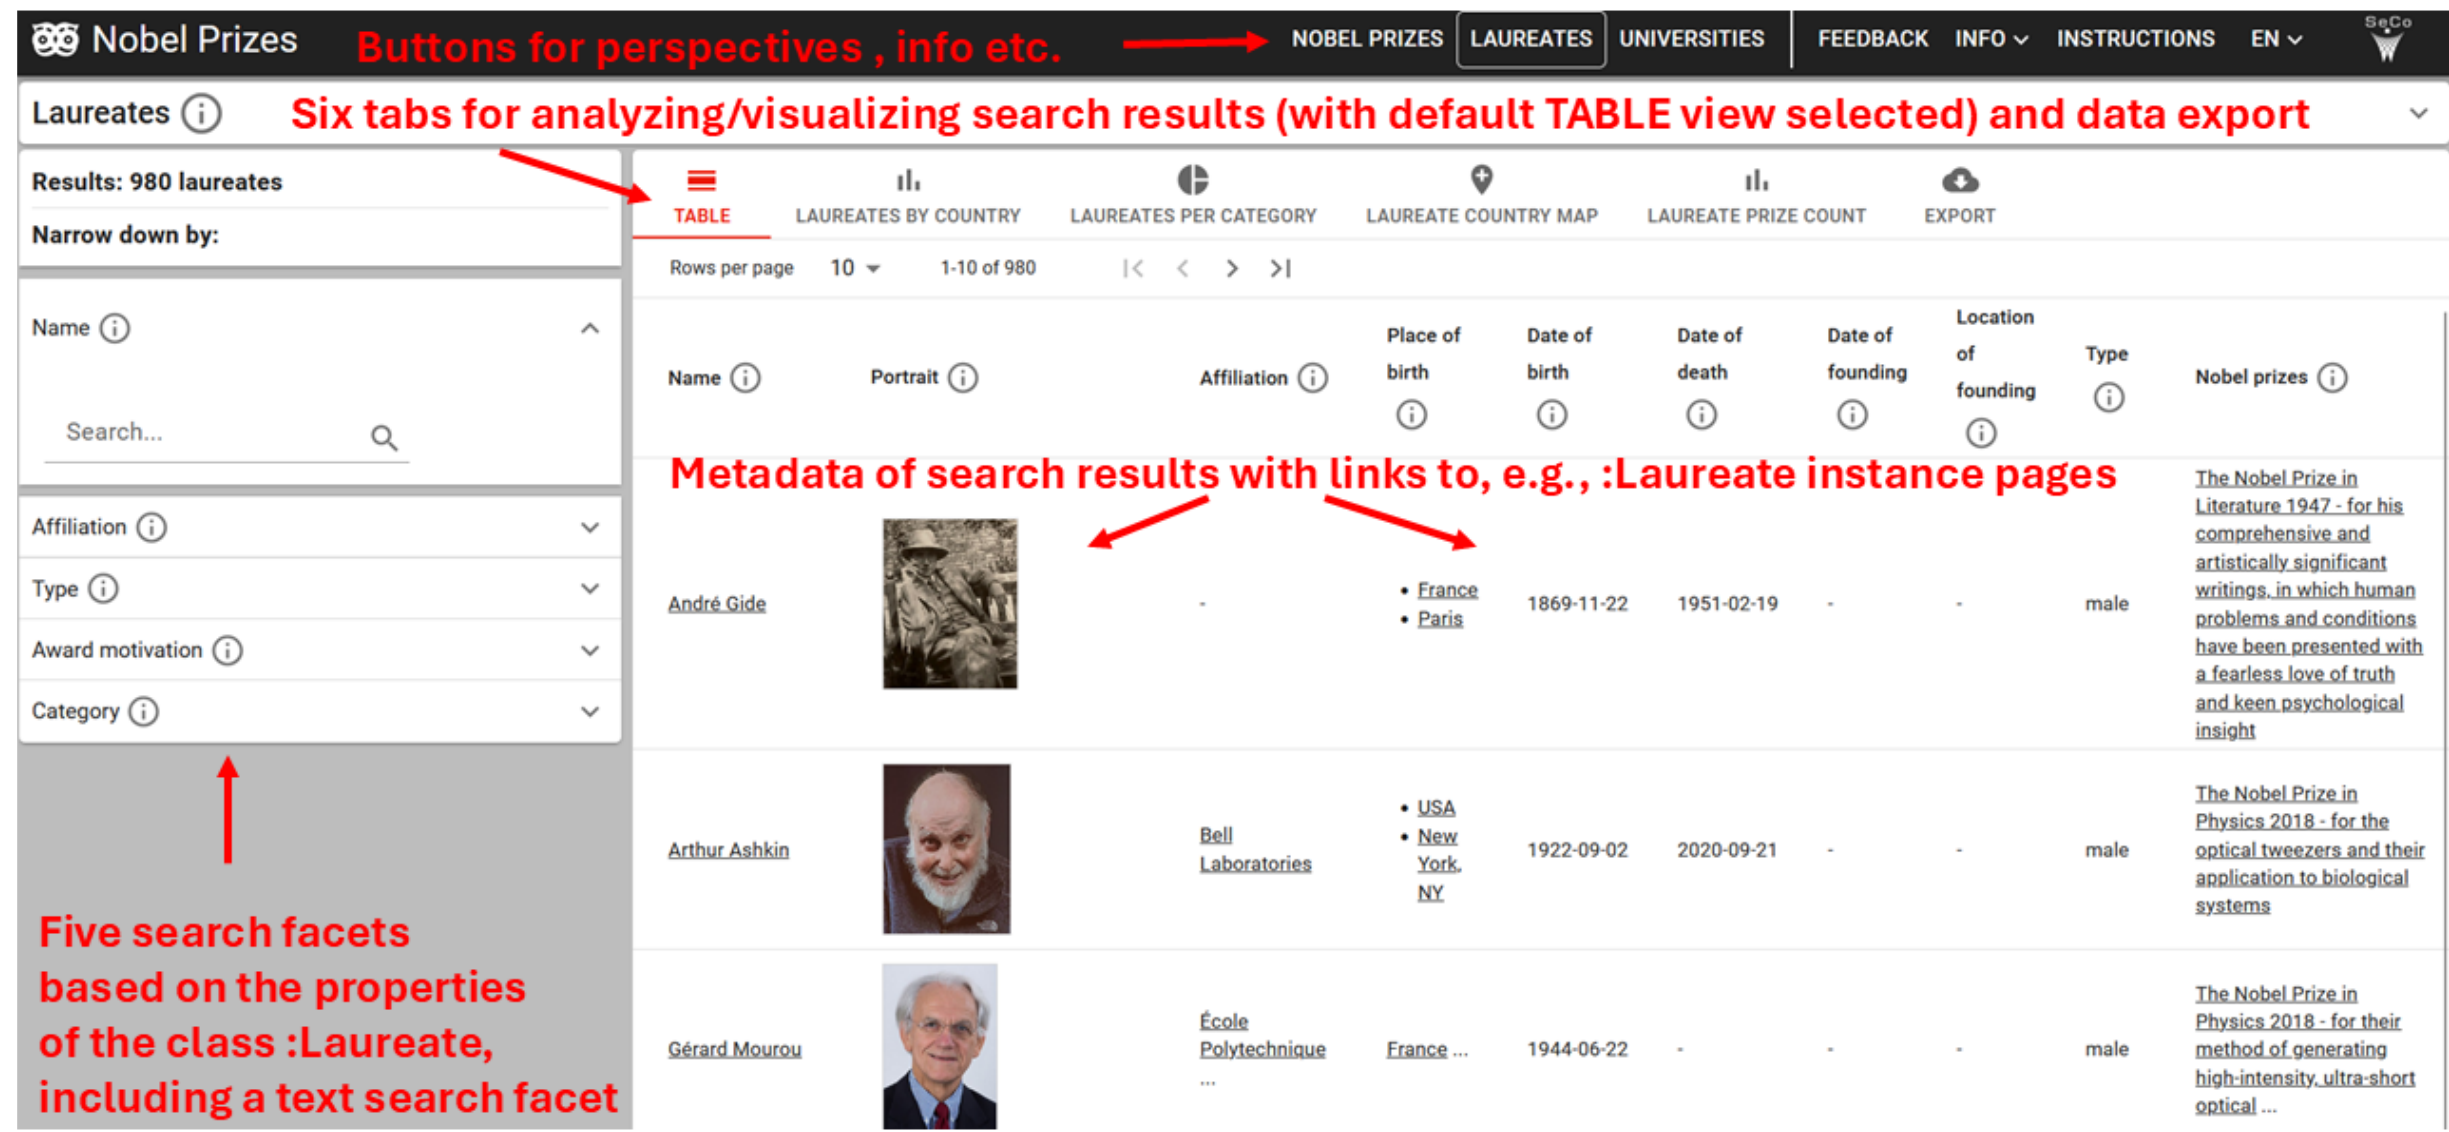 Nobel Prizes
Buttons for perspectives , info etc.
NOBEL PRIZES LAUREATES UNIVERSITIES FEEDBACK INFO INSTRUCTIONS EN
SeCo
Laureates
Six tabs for analyzing/visualizing search results (with default TABLE view selected) and data export
Results: 980 laureates
Narrow down by:
Name
Search...
Affiliation
Type
Award motivation
Category
Five search facets
based on the properties
of the class :Laureate,
including a text search facet
TABLE LAUREATES BY COUNTRY LAUREATES PER CATEGORY LAUREATE COUNTRY MAP LAUREATE PRIZE COUNT EXPORT
Rows per page 10 1-10 of 980
Name
Portrait
Affiliation
Place of
birth
Date of
birth
Date of
death
Date of
founding
Location
of
founding
Type
Nobel prizes
Metadata of search results with links to, e.g., :Laureate instance pages
André Gide
-
• France
• Paris
1869-11-22
1951-02-19
-
-
male
The Nobel Prize in
Literature 1947 - for his
comprehensive and
artistically significant
writings, in which human
problems and conditions
have been presented with
a fearless love of truth
and keen psychological
insight
Arthur Ashkin
Bell
Laboratories
• USA
• New
York,
NY
1922-09-02
2020-09-21
-
-
male
The Nobel Prize in
Physics 2018 - for the
optical tweezers and their
application to biological
systems
Gérard Mourou
École
Polytechnique
...
France ...
1944-06-22
-
-
-
male
The Nobel Prize in
Physics 2018 - for their
method of generating
high-intensity, ultra-short
optical ...